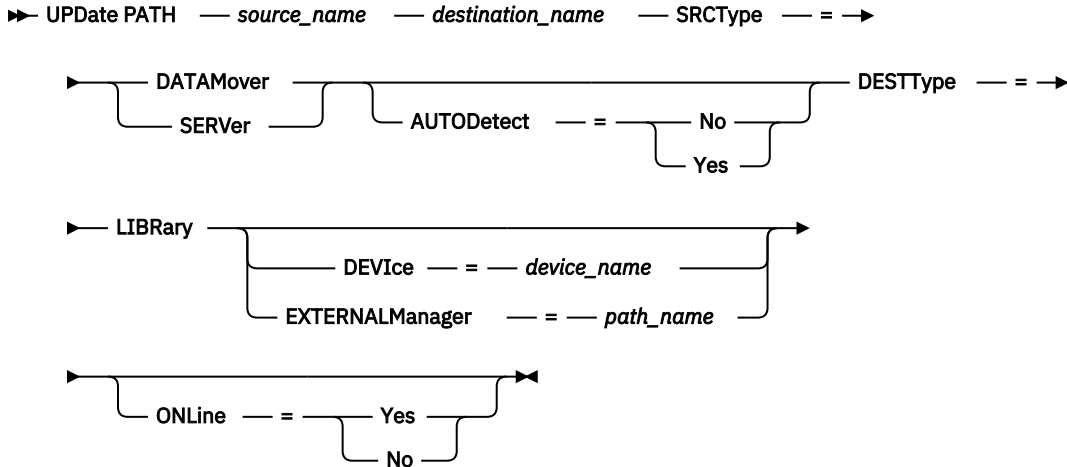 UPDate PATH — source_name — destination_name SRCType — =
DATAMover
SERVer
AUTODetect — = No
Yes
DESTType — =
LIBRary
DEVIce — = — device_name
EXTERNALManager — = — path_name
ONLine — = Yes
No